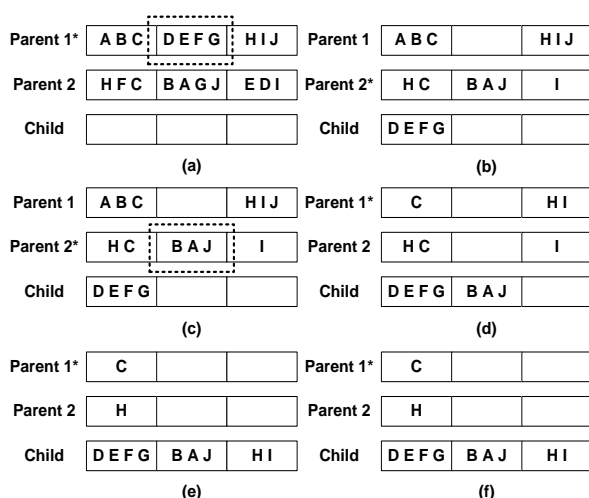 Parent 1* A B C D E F G H I J
Parent 2 H F C B A G J E D I
Child
(a)
Parent 1 A B C H I J
Parent 2* H C B A J I
Child D E F G
(b)
Parent 1 A B C H I J
Parent 2* H C B A J I
Child D E F G
(c)
Parent 1* C H I
Parent 2 H C I
Child D E F G B A J
(d)
Parent 1* C
Parent 2 H
Child D E F G B A J H I
(e)
Parent 1* C
Parent 2 H
Child D E F G B A J H I
(f)